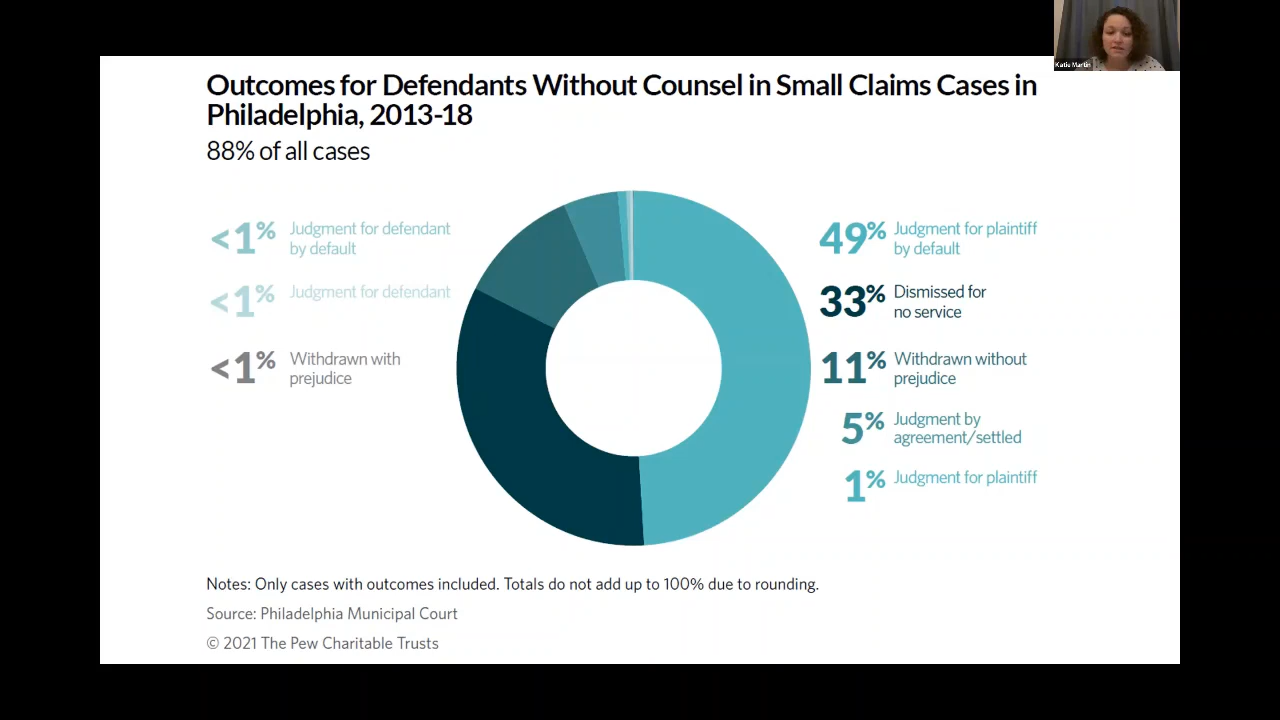 Katie Martin
Outcomes for Defendants Without Counsel in Small Claims Cases in
Philadelphia, 2013-18
88% of all cases
<1% Judgment for defendant
by default
<1% Judgment for defendant
<1% Withdrawn with
prejudice
49% Judgment for plaintiff
by default
33% Dismissed for
no service
11% Withdrawn without
prejudice
5% Judgment by
agreement/settled
1% Judgment for plaintiff
Notes: Only cases with outcomes included. Totals do not add up to 100% due to rounding.
Source: Philadelphia Municipal Court
© 2021 The Pew Charitable Trusts